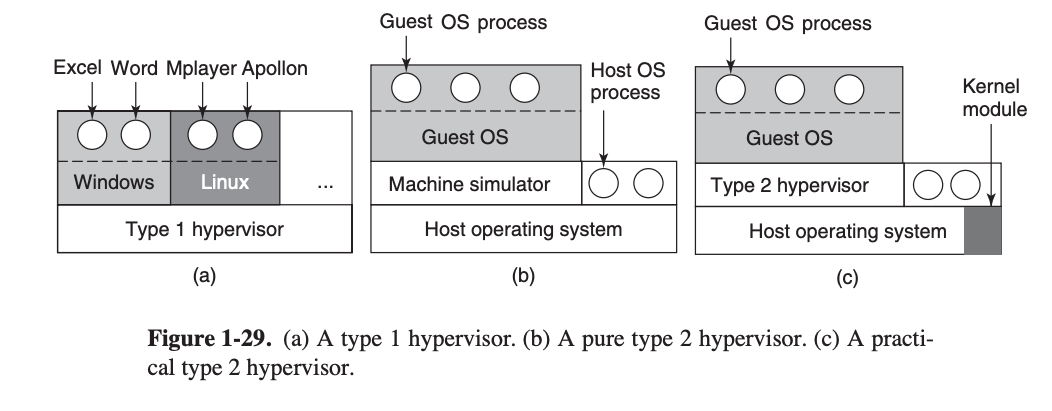 Guest OS process
Guest OS process
Excel Word Mplayer Apollon
Host OS
process
Kernel
module
Guest OS
Guest OS
Windows
Linux
...
Machine simulator
Type 2 hypervisor
Type 1 hypervisor
Host operating system
Host operating system
(a)
(b)
(c)
Figure 1-29. (a) A type 1 hypervisor. (b) A pure type 2 hypervisor. (c) A practi-
cal type 2 hypervisor.